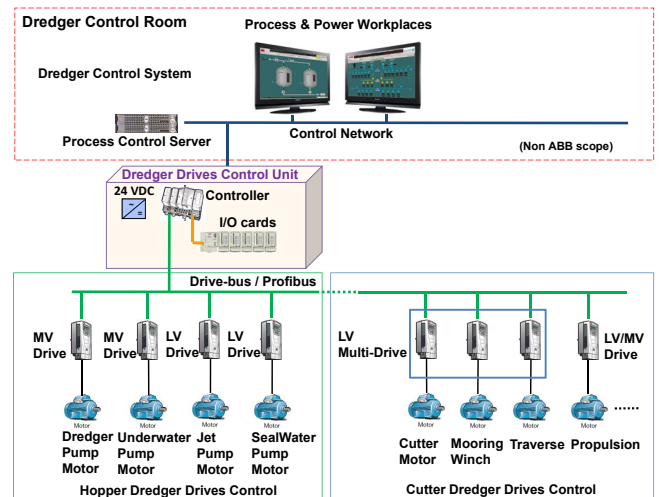 Dredger Control Room
Process & Power Workplaces
Dredger Control System
Process Control Server
Control Network
(Non ABB scope)
Dredger Drives Control Unit
24 VDC
Controller
I/O cards
Drive-bus / Profibus
MV
Drive
MV
Drive
LV
Drive
LV
Drive
LV
Multi-Drive
LV/MV
Drive
Motor
Motor
Motor
Motor
Motor
Motor
Motor
Motor
Dredger
Pump
Motor
Underwater
Pump
Motor
Jet
Pump
Motor
SealWater
Pump
Motor
Cutter
Motor
Mooring
Winch
Traverse
Propulsion
Hopper Dredger Drives Control
Cutter Dredger Drives Control